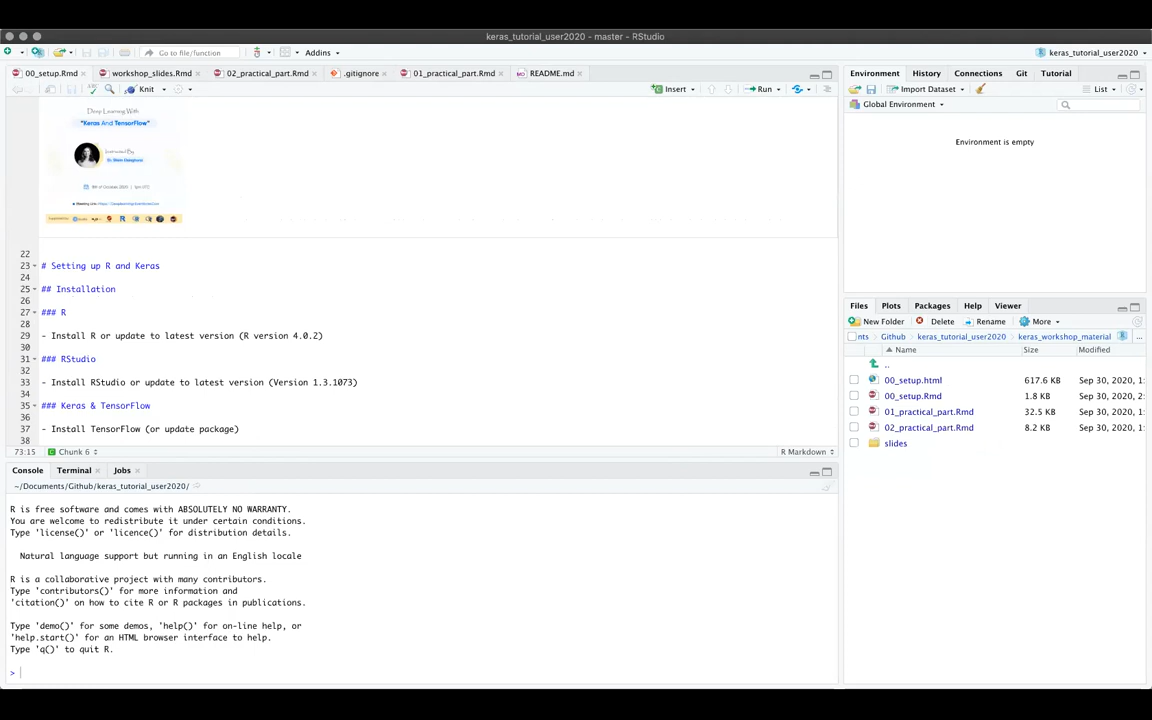 keras_tutorial_user2020 - master - RStudio
Go to file/function
Addins
keras_tutorial_user2020
00_setup.Rmd
workshop_slides.Rmd
02_practical_part.Rmd
.gitignore
01_practical_part.Rmd
README.md
Knit
Insert
Run
Deep Learning With
"Keras And TensorFlow"
22
23 # Setting up R and Keras
24
25 ## Installation
26
27 ### R
28
29 - Install R or update to latest version (R version 4.0.2)
30
31 ### RStudio
32
33 - Install RStudio or update to latest version (Version 1.3.1073)
34
35 ### Keras & TensorFlow
36
37 - Install TensorFlow (or update package)
38
73:15
Chunk 6
R Markdown
Console
Terminal
Jobs
~/Documents/Github/keras_tutorial_user2020/
R is free software and comes with ABSOLUTELY NO WARRANTY.
You are welcome to redistribute it under certain conditions.
Type 'license()' or 'licence()' for distribution details.
Natural language support but running in an English locale
R is a collaborative project with many contributors.
Type 'contributors()' for more information and
'citation()' on how to cite R or R packages in publications.
Type 'demo()' for some demos, 'help()' for on-line help, or
'help.start()' for an HTML browser interface to help.
Type 'q()' to quit R.
>
Environment
History
Connections
Git
Tutorial
Import Dataset
List
Global Environment
Environment is empty
Files
Plots
Packages
Help
Viewer
New Folder
Delete
Rename
More
nts
Github
keras_tutorial_user2020
keras_workshop_material
...
Name
Size
Modified
..
00_setup.html 617.6 KB Sep 30, 2020, 1:
00_setup.Rmd 1.8 KB Sep 30, 2020, 2:
01_practical_part.Rmd 32.5 KB Sep 30, 2020, 1:
02_practical_part.Rmd 8.2 KB Sep 30, 2020, 1:
slides